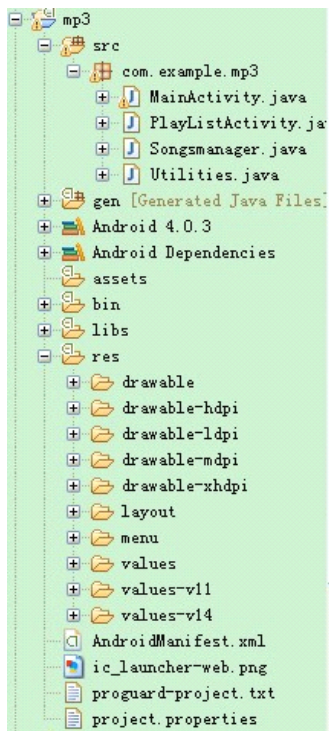 mp3
src
com.example.mp3
MainActivity.java
PlayListActivity.ja
Songsmanager.java
Utilities.java
gen [Generated Java Files]
Android 4.0.3
Android Dependencies
assets
bin
libs
res
drawable
drawable-hdpi
drawable-ldpi
drawable-mdpi
drawable-xhdpi
layout
menu
values
values-v11
values-v14
AndroidManifest.xml
ic_launcher-web.png
proguard-project.txt
project.properties